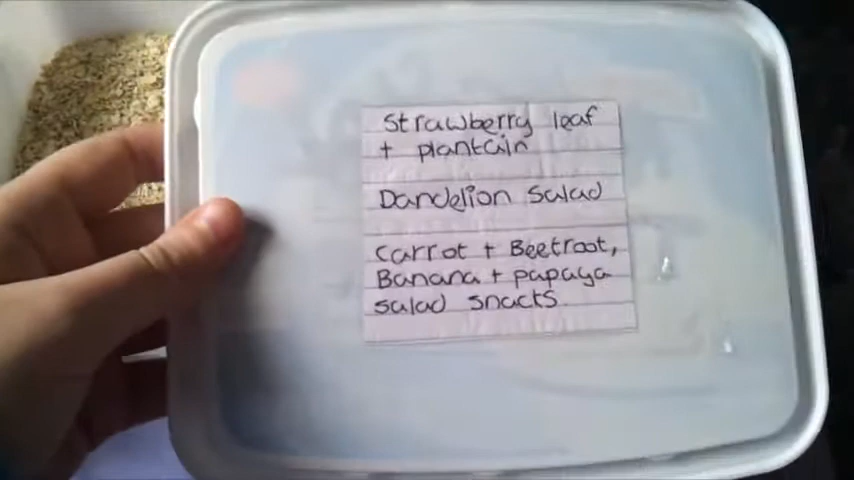 Strawberry leaf
+ plantain
Dandelion Salad
Carrot + Beetroot,
Banana + papaya
salad snacks